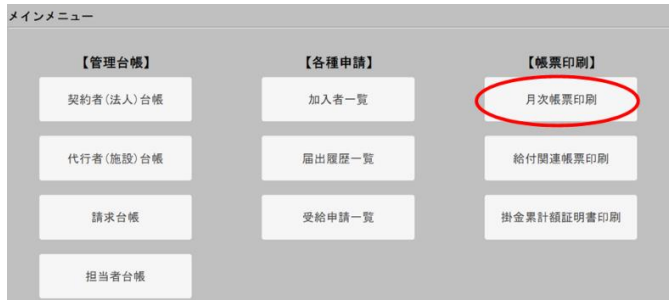 メインメニュー
【管理台帳】 【各種申請】 【帳票印刷】
契約者(法人)台帳 加入者一覧 月次帳票印刷
代行者(施設)台帳 届出履歴一覧 給付関連帳票印刷
請求台帳 受給申請一覧 掛金累計額証明書印刷
担当者台帳